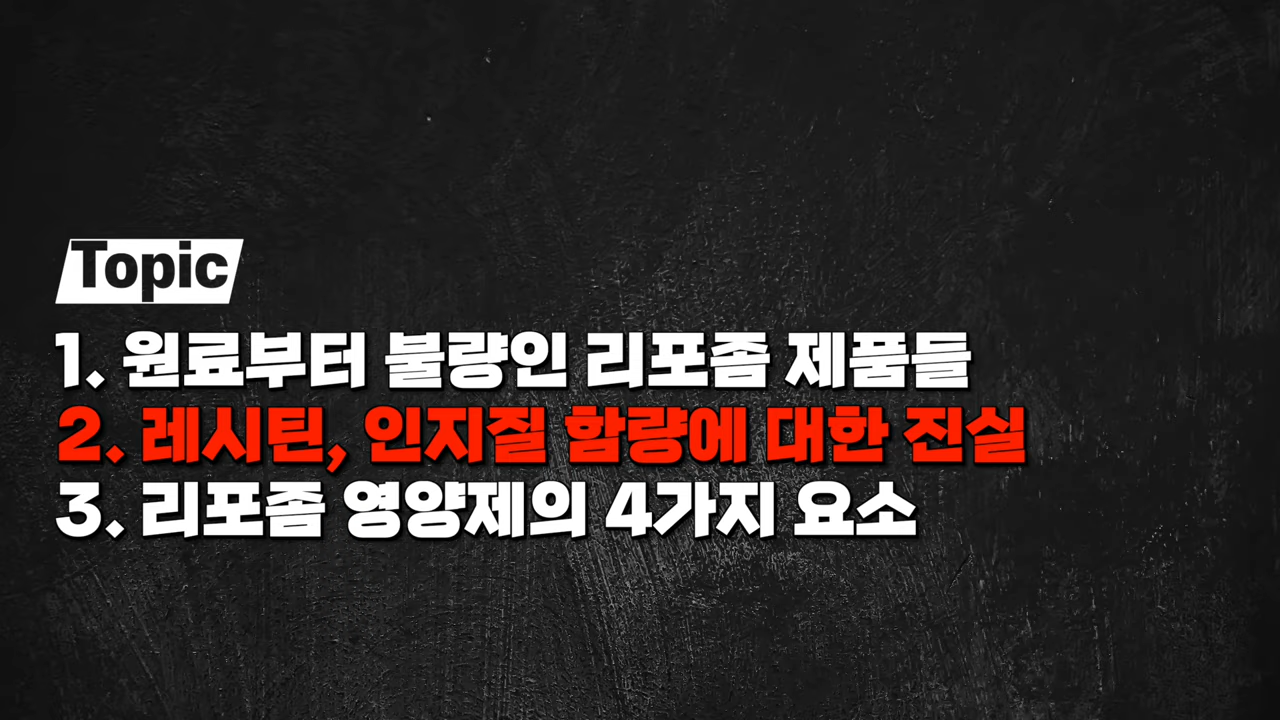 Topic
1. 원료부터 불량인 리포좀 제품들
2. 레시틴, 인지질 함량에 대한 진실
3. 리포좀 영양제의 4가지 요소